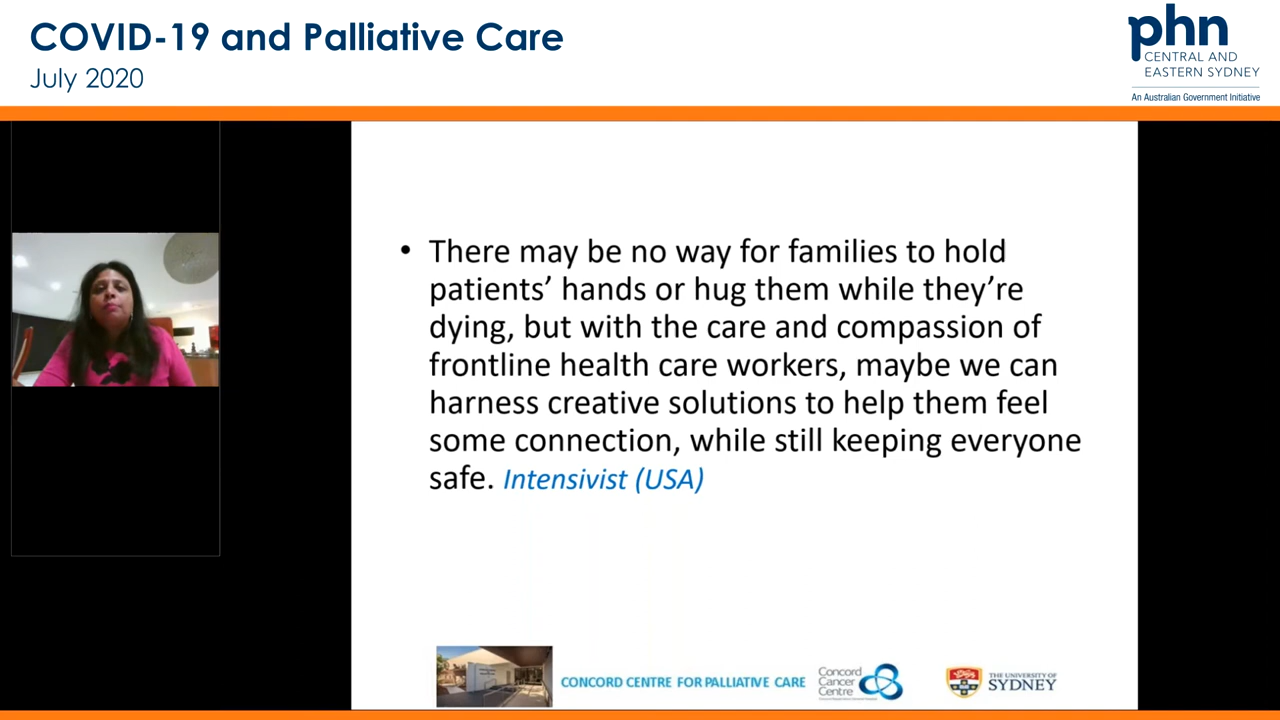 COVID-19 and Palliative Care
July 2020
phn
CENTRAL AND
EASTERN SYDNEY
An Australian Government Initiative
• There may be no way for families to hold
patients’ hands or hug them while they’re
dying, but with the care and compassion of
frontline health care workers, maybe we can
harness creative solutions to help them feel
some connection, while still keeping everyone
safe. Intensivist (USA)
CONCORD CENTRE FOR PALLIATIVE CARE
Concord
Cancer
Centre
THE UNIVERSITY OF
SYDNEY